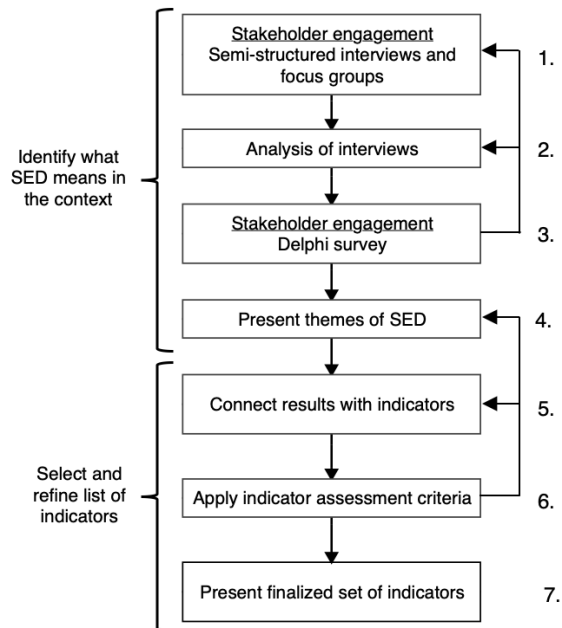 Stakeholder engagement
Semi-structured interviews and
focus groups
1.
Analysis of interviews
2.
Identify what
SED means in
the context
Stakeholder engagement
Delphi survey
3.
Present themes of SED
4.
Connect results with indicators
5.
Select and
refine list of
indicators
Apply indicator assessment criteria
6.
Present finalized set of indicators
7.